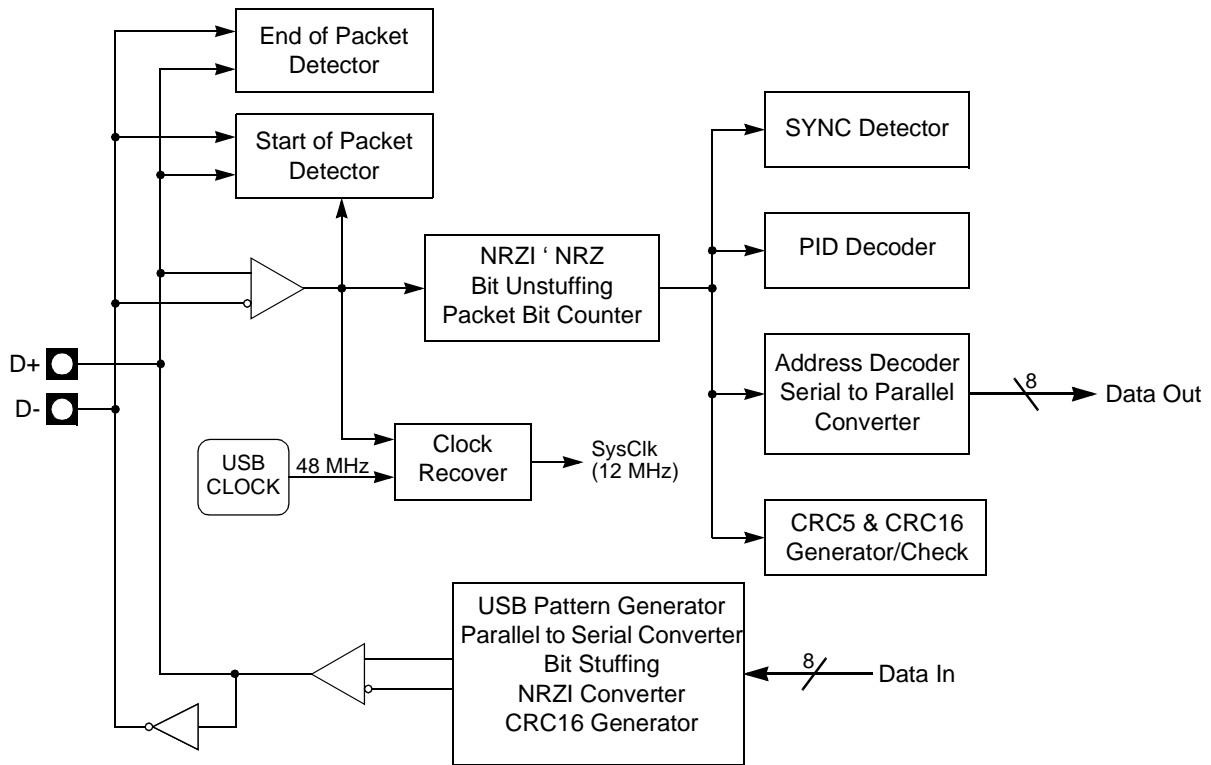 End of Packet
Detector
Start of Packet
Detector
SYNC Detector
PID Decoder
NRZI ‘ NRZ
Bit Unstuffing
Packet Bit Counter
D+
D-
Address Decoder
Serial to Parallel
Converter
8
Data Out
USB
CLOCK
48 MHz
Clock
Recover
SysClk
(12 MHz)
CRC5 & CRC16
Generator/Check
USB Pattern Generator
Parallel to Serial Converter
Bit Stuffing
NRZI Converter
CRC16 Generator
8
Data In